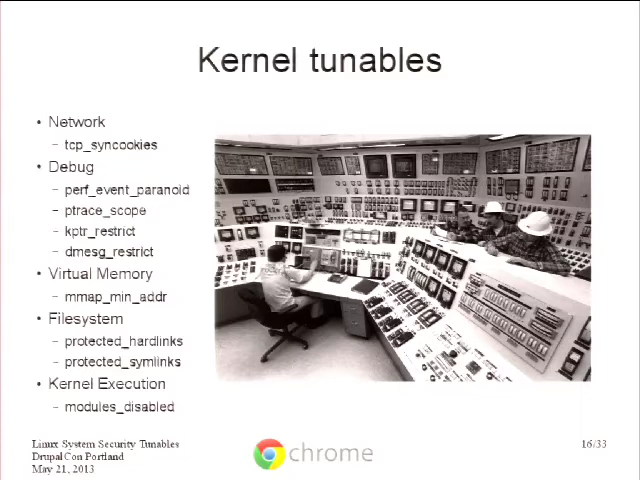 Kernel tunables
• Network
– tcp_syncookies
• Debug
– perf_event_paranoid
– ptrace_scope
– kptr_restrict
– dmesg_restrict
• Virtual Memory
– mmap_min_addr
• Filesystem
– protected_hardlinks
– protected_symlinks
• Kernel Execution
– modules_disabled
Linux System Security Tunables
DrupalCon Portland
May 21, 2013
chrome
16/33